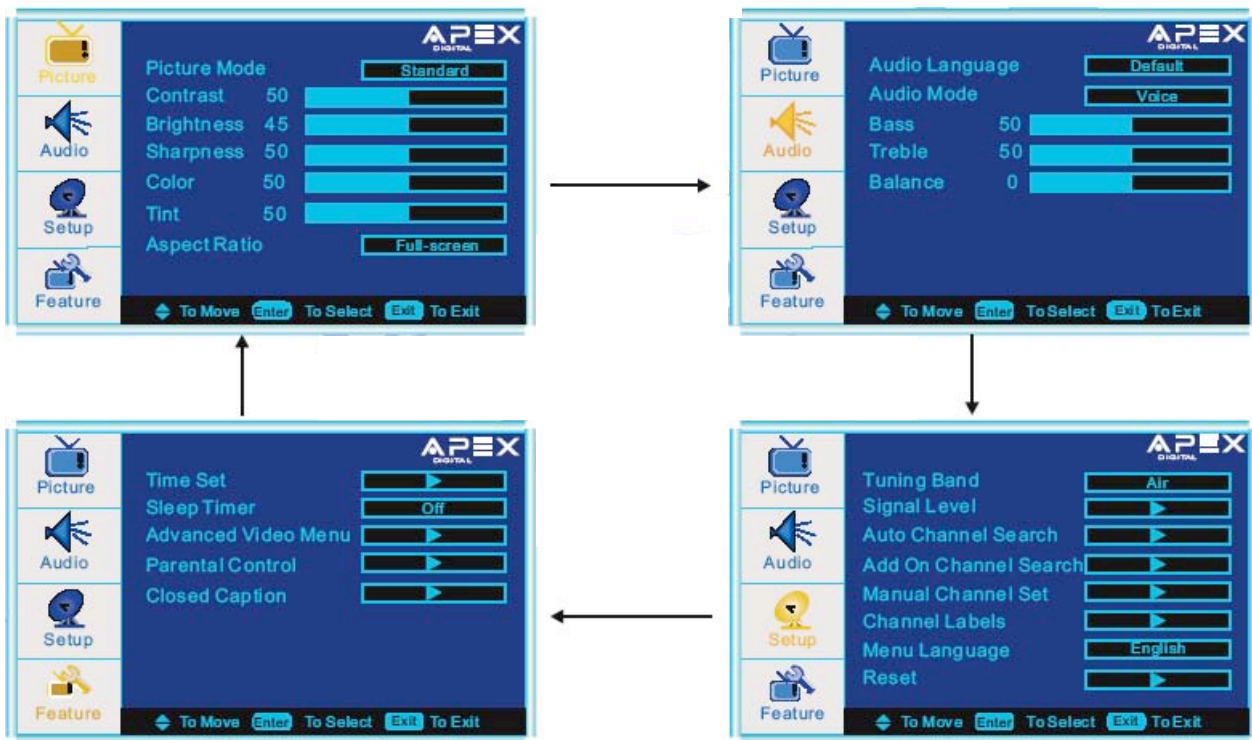 APEX
DIGITAL
Picture
Audio
Setup
Feature
Picture Mode Standard
Contrast 50
Brightness 45
Sharpness 50
Color 50
Tint 50
Aspect Ratio Full-screen
To Move Enter To Select Exit To Exit
APEX
DIGITAL
Picture
Audio
Setup
Feature
Audio Language Default
Audio Mode Voice
Bass 50
Treble 50
Balance 0
To Move Enter To Select Exit To Exit
APEX
DIGITAL
Picture
Audio
Setup
Feature
Time Set
Sleep Timer Off
Advanced Video Menu
Parental Control
Closed Caption
To Move Enter To Select Exit To Exit
APEX
DIGITAL
Picture
Audio
Setup
Feature
Tuning Band Air
Signal Level
Auto Channel Search
Add On Channel Search
Manual Channel Set
Channel Labels
Menu Language English
Reset
To Move Enter To Select Exit To Exit